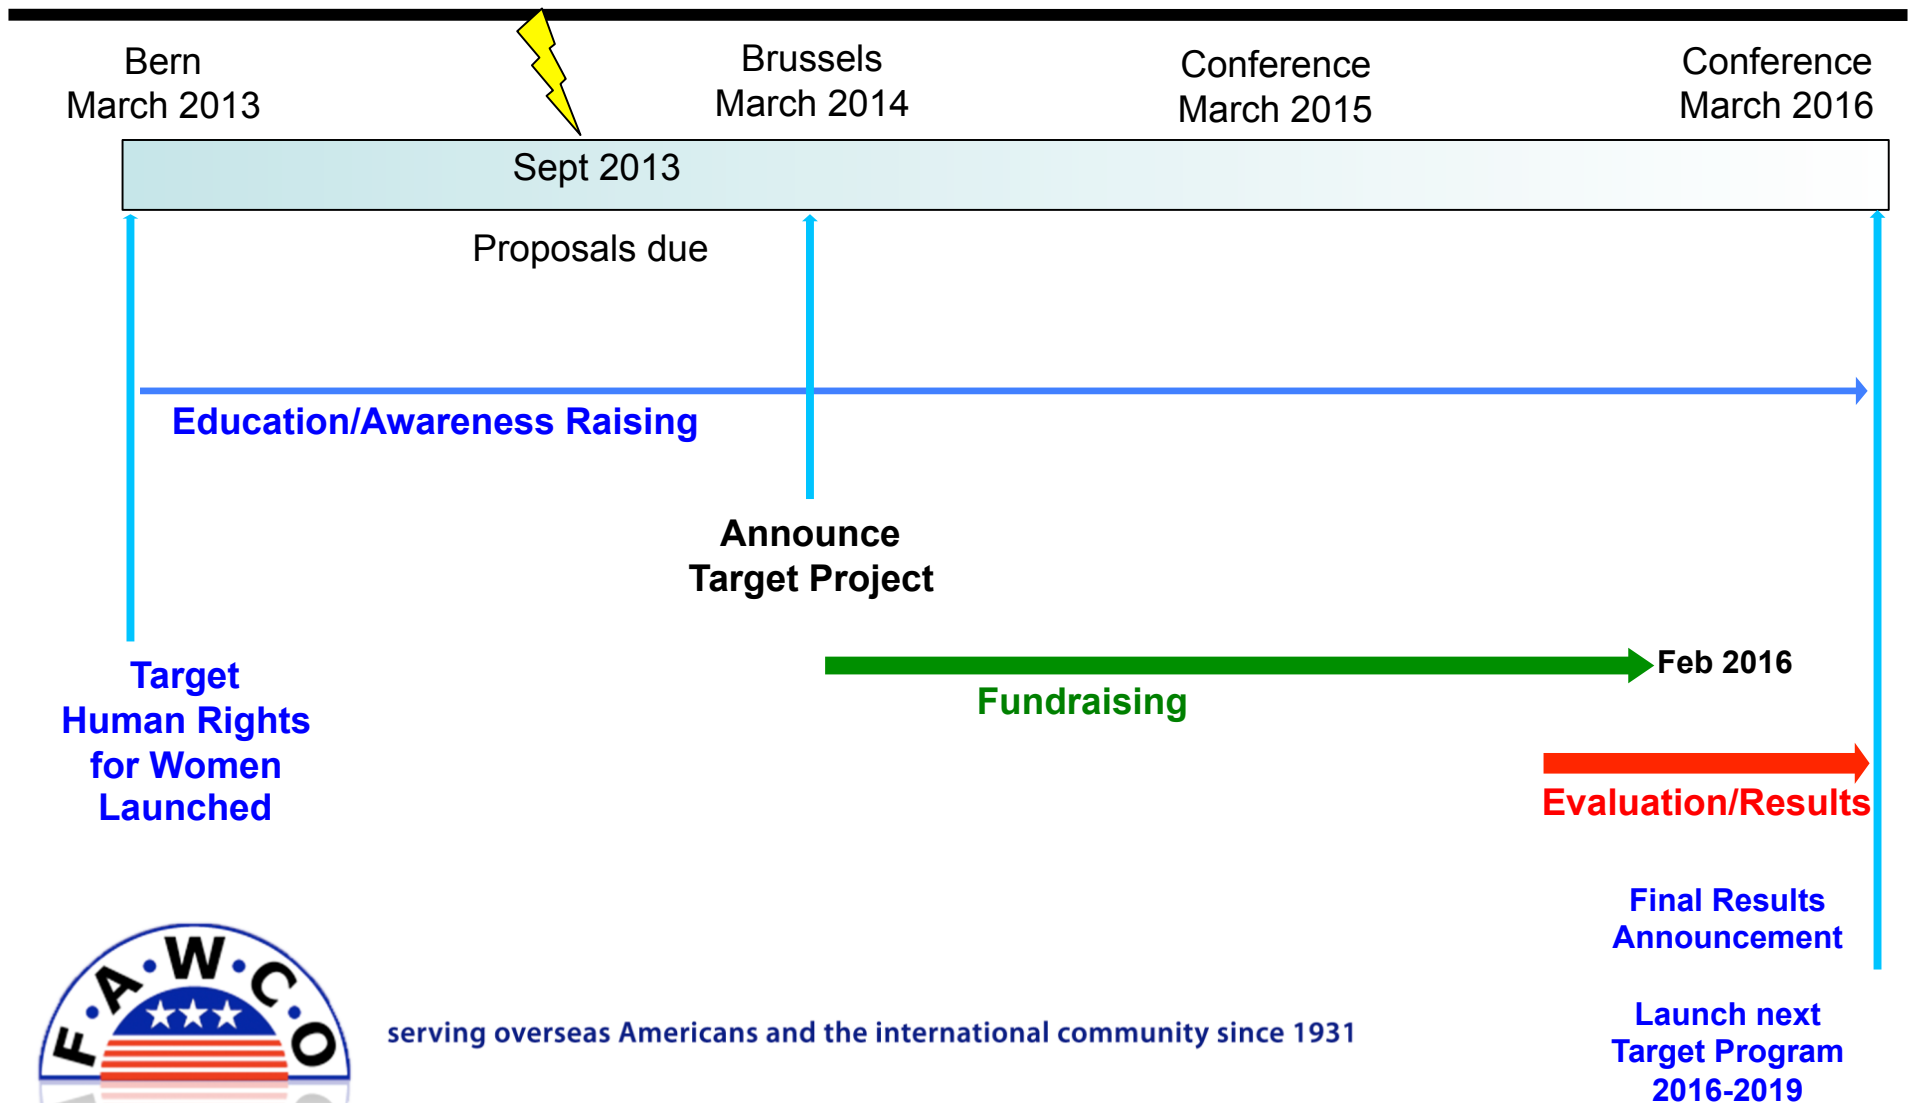 Bern
March 2013
Brussels
March 2014
Conference
March 2015
Conference
March 2016
Sept 2013
Proposals due
Education/Awareness Raising
Announce
Target Project
Target
Human Rights
for Women
Launched
Feb 2016
Fundraising
Evaluation/Results
Final Results
Announcement
F·A·W·C·O
serving overseas Americans and the international community since 1931
Launch next
Target Program
2016-2019